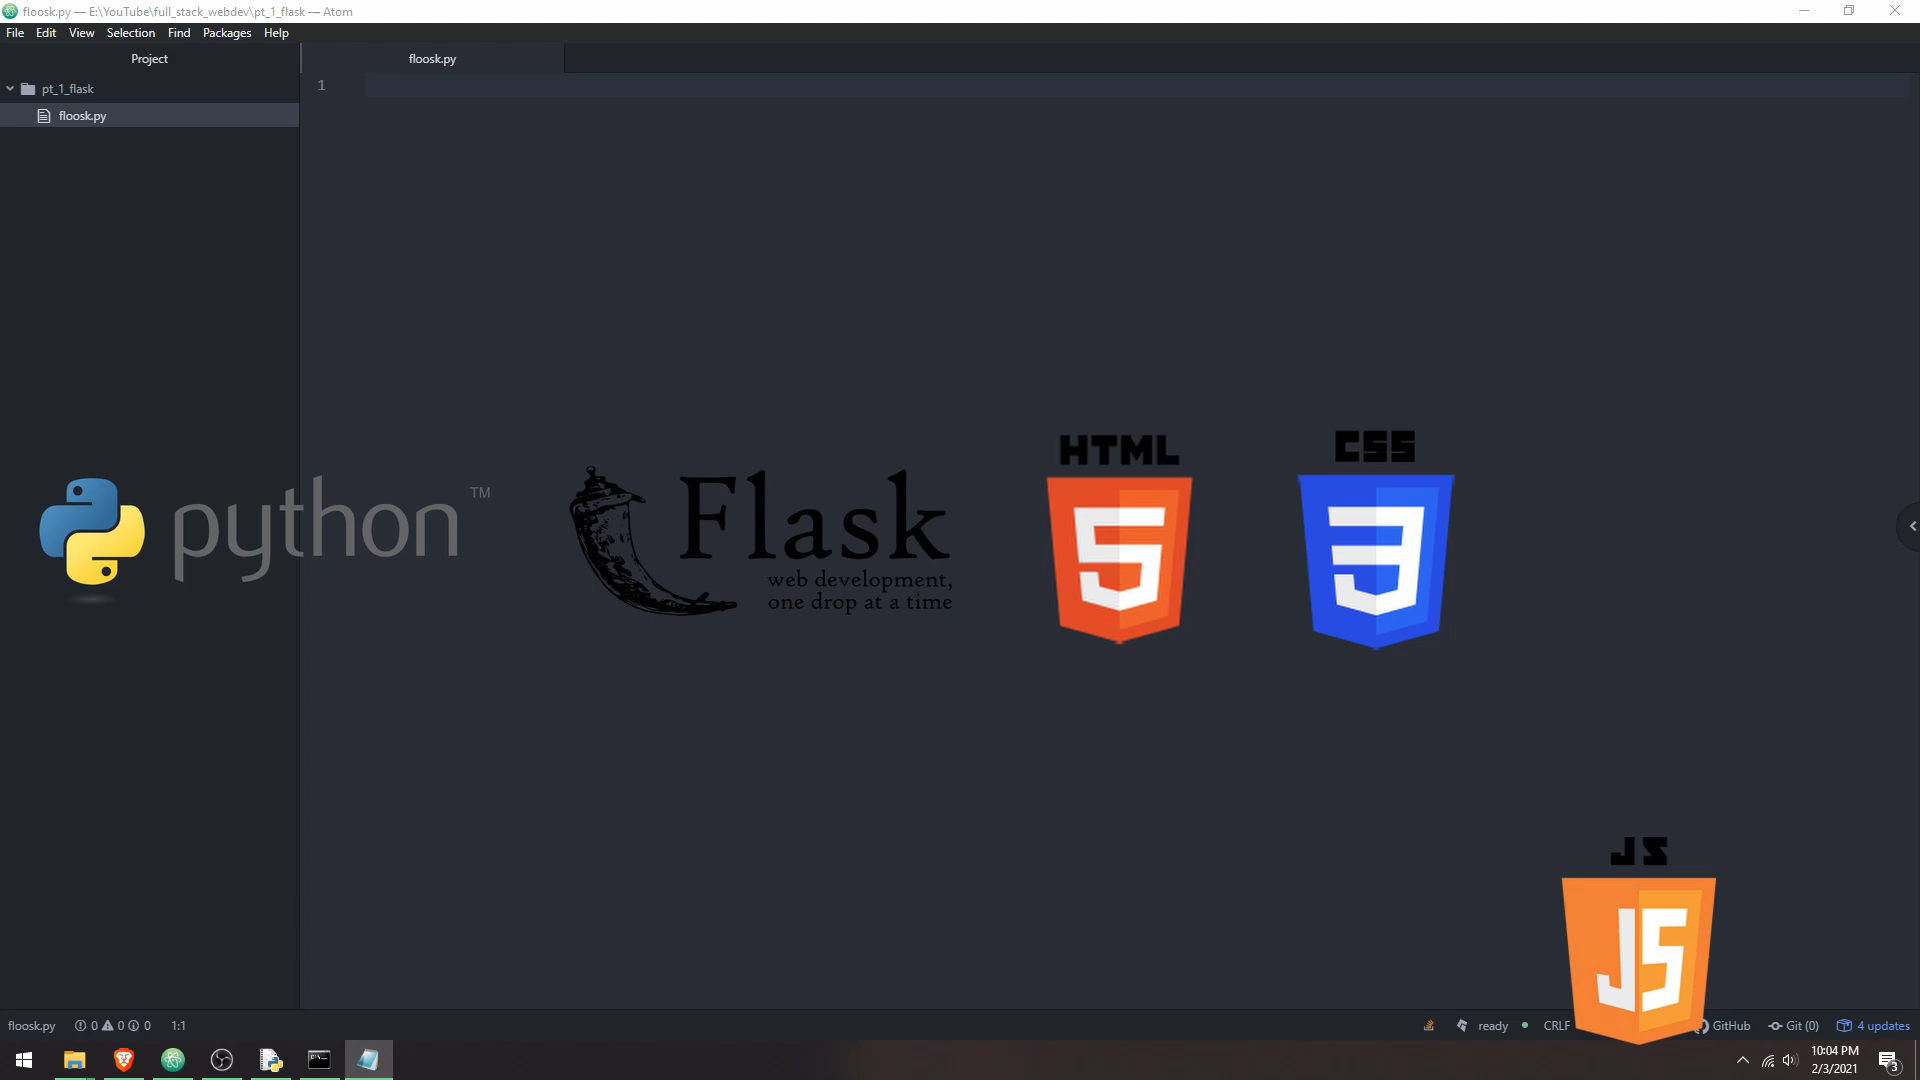 floosk.py — E:\YouTube\full_stack_webdev\pt_1_flask — Atom
File Edit View Selection Find Packages Help
Project
floosk.py
pt_1_flask
floosk.py
1
python TM
Flask
web development,
one drop at a time
HTML
5
CSS
3
JS
JS
floosk.py 0 0 0 1:1
ready CRLF GitHub Git (0) 4 updates
10:04 PM
2/3/2021
3